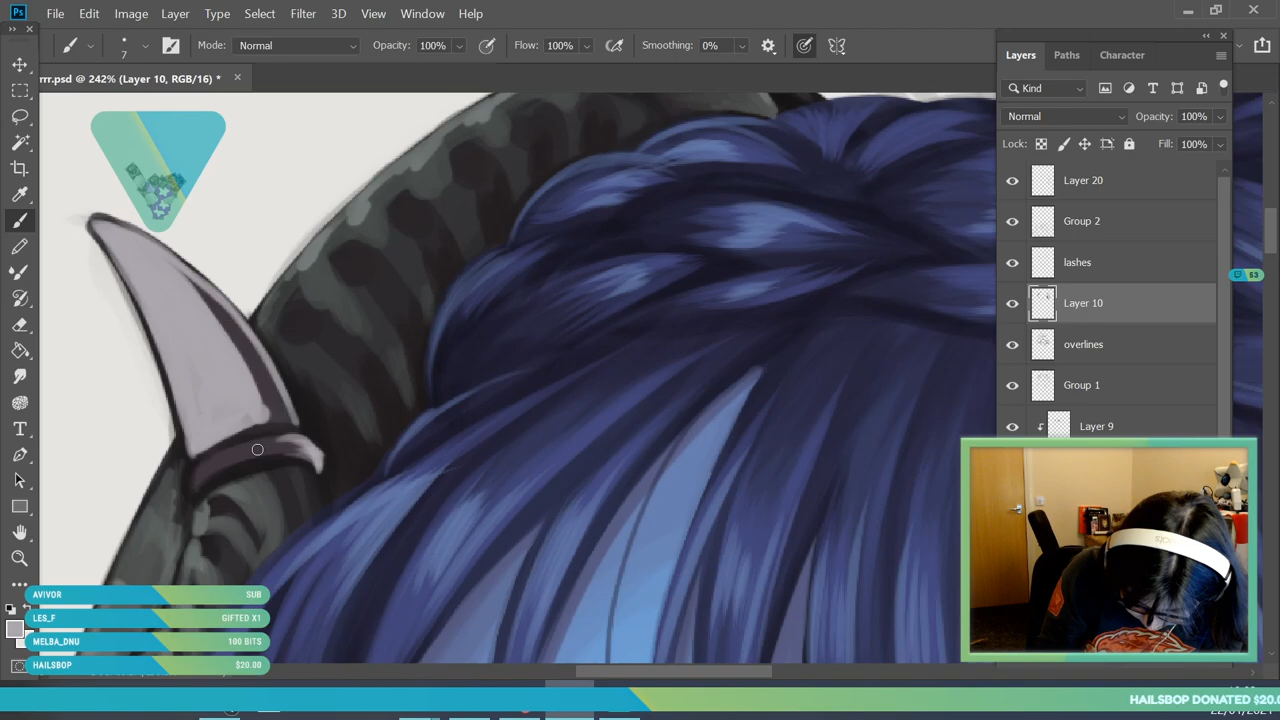 Ps File Edit Image Layer Type Select Filter 3D View Window Help
7 Mode: Normal Opacity: 100% Flow: 100% Smoothing: 0%
rrr.psd @ 242% (Layer 10, RGB/16) *
Layers Paths Character
Kind
Normal Opacity: 100%
Lock: Fill: 100%
Layer 20
Group 2
lashes
53
Layer 10
overlines
Group 1
Layer 9
AVIVOR SUB
LES_F GIFTED X1
MELBA_DNU 100 BITS
HAILSBOP $20.00
HAILSBOP DONATED $20.0